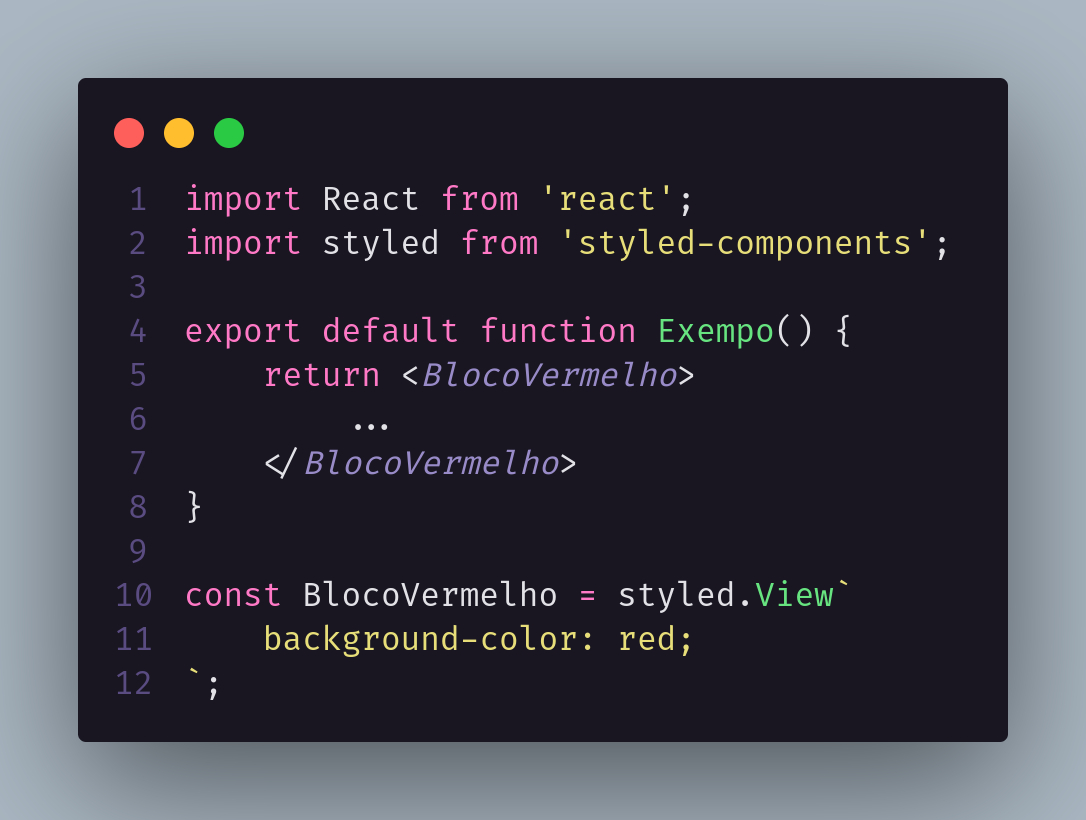 1 import React from 'react';
2 import styled from 'styled-components';
3
4 export default function Exempo() {
5     return <BlocoVermelho>
6         ...
7     </BlocoVermelho>
8 }
9
10 const BlocoVermelho = styled.View`
11     background-color: red;
12 `;